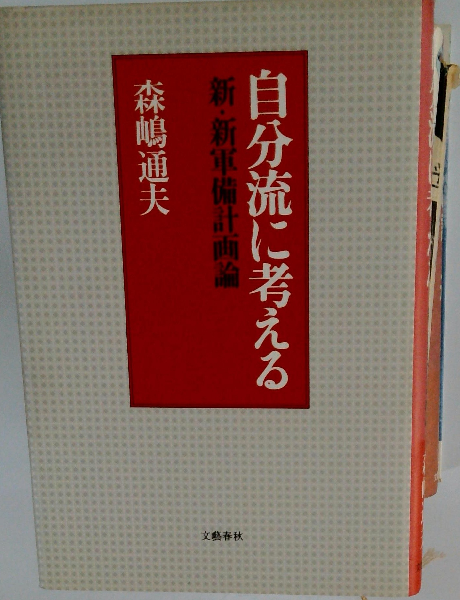 自分流に考える
新・新軍備計画論
森嶋通夫
文藝春秋